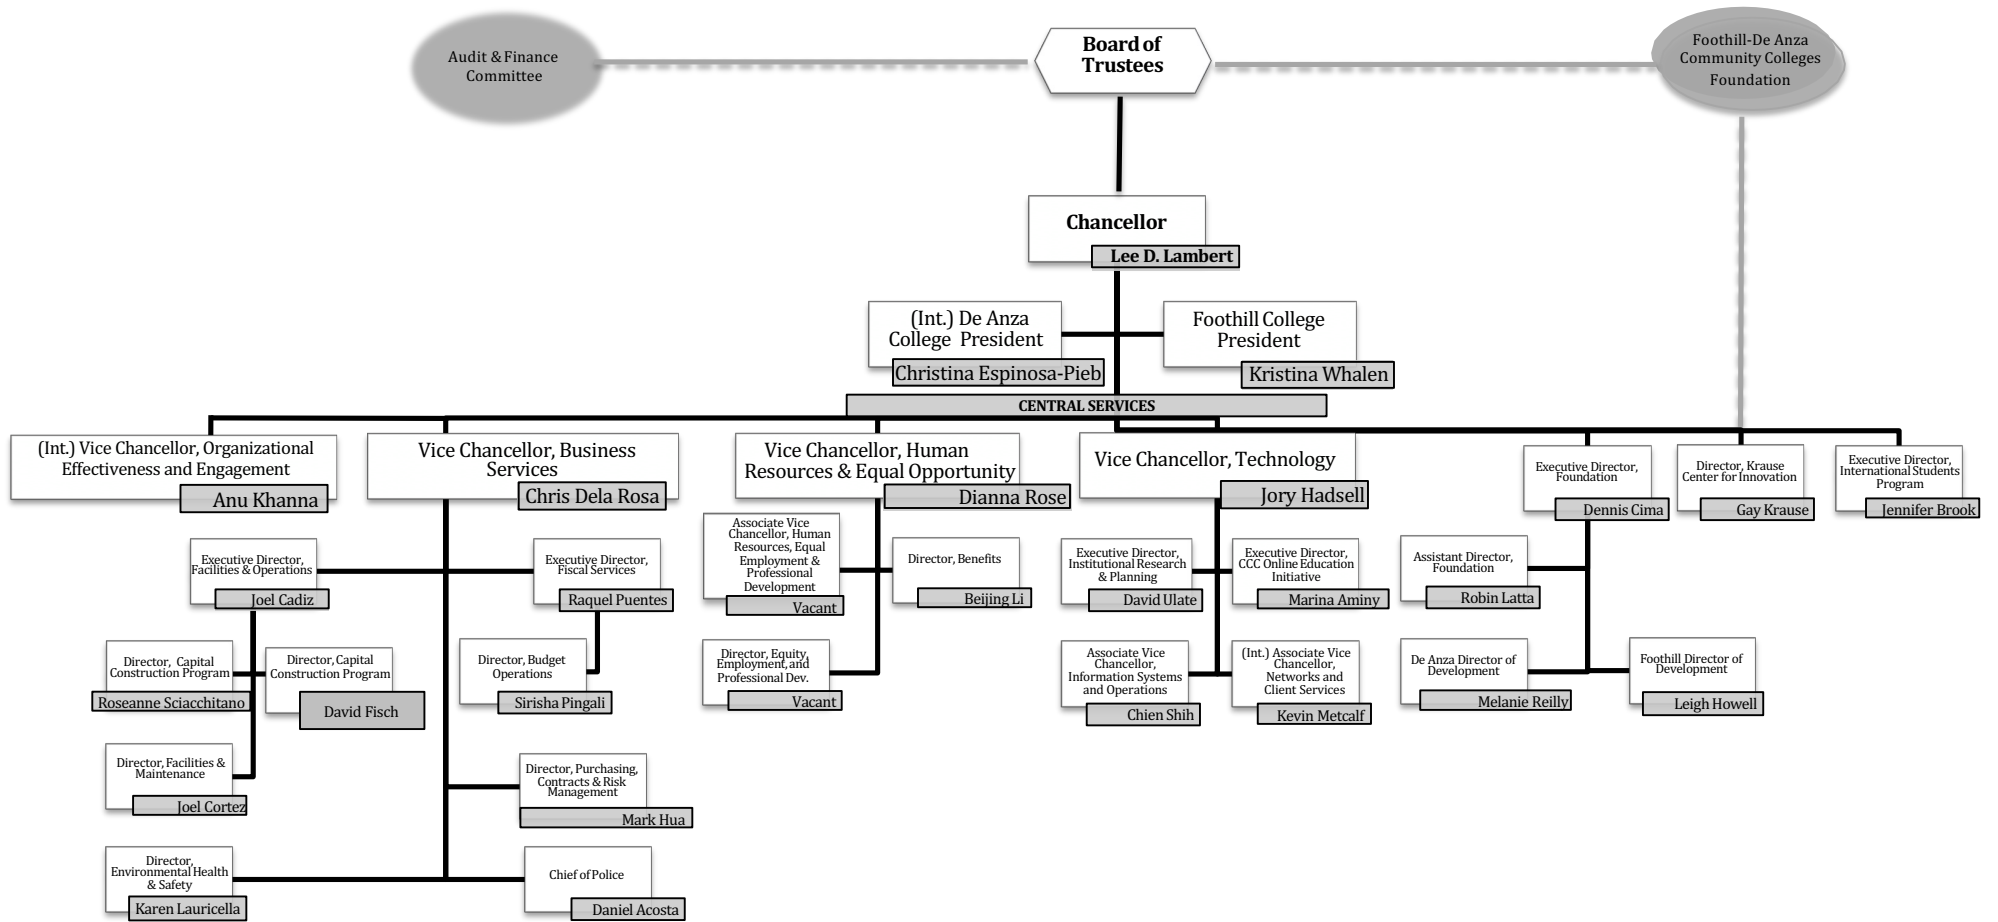 Audit & Finance
Committee
Board of
Trustees
Foothill-De Anza
Community Colleges
Foundation
Chancellor
Lee D. Lambert
(Int.) De Anza
College President
Christina Espinosa-Pieb
Foothill College
President
Kristina Whalen
CENTRAL SERVICES
(Int.) Vice Chancellor, Organizational
Effectiveness and Engagement
Anu Khanna
Vice Chancellor, Business
Services
Chris Dela Rosa
Vice Chancellor, Human
Resources & Equal Opportunity
Dianna Rose
Vice Chancellor, Technology
Jory Hadsell
Executive Director,
Foundation
Dennis Cima
Director, Krause
Center for Innovation
Gay Krause
Executive Director,
International Students
Program
Jennifer Brook
Executive Director,
Facilities & Operations
Joel Cadiz
Executive Director,
Fiscal Services
Raquel Puentes
Associate Vice
Chancellor, Human
Resources, Equal
Employment &
Professional
Development
Vacant
Director, Benefits
Beijing Li
Executive Director,
Institutional Research
& Planning
David Ulate
Executive Director,
CCC Online Education
Initiative
Marina Aminy
Assistant Director,
Foundation
Robin Latta
Director, Capital
Construction Program
Roseanne Sciacchitano
Director, Capital
Construction Program
David Fisch
Director, Budget
Operations
Sirisha Pingali
Director, Equity,
Employment, and
Professional Dev.
Vacant
Associate Vice
Chancellor,
Information Systems
and Operations
Chien Shih
(Int.) Associate Vice
Chancellor,
Networks and
Client Services
Kevin Metcalf
De Anza Director of
Development
Melanie Reilly
Foothill Director of
Development
Leigh Howell
Director, Facilities &
Maintenance
Joel Cortez
Director, Purchasing,
Contracts & Risk
Management
Mark Hua
Director,
Environmental Health
& Safety
Karen Lauricella
Chief of Police
Daniel Acosta